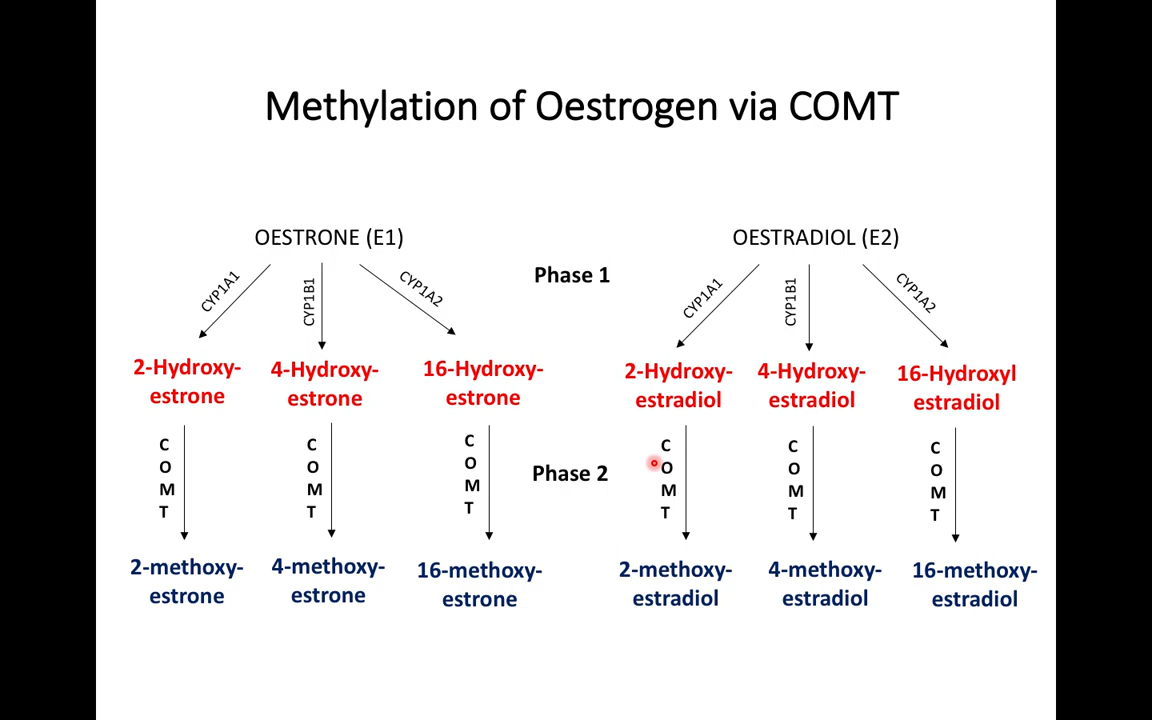 Methylation of Oestrogen via COMT
OESTRONE (E1)
OESTRADIOL (E2)
Phase 1
CYP1A1
CYP1B1
CYP1A2
CYP1A1
CYP1B1
CYP1A2
2-Hydroxy-
estrone
4-Hydroxy-
estrone
16-Hydroxy-
estrone
2-Hydroxy-
estradiol
4-Hydroxy-
estradiol
16-Hydroxyl
estradiol
C
O
M
T
C
O
M
T
C
O
M
T
Phase 2
C
O
M
T
C
O
M
T
C
O
M
T
2-methoxy-
estrone
4-methoxy-
estrone
16-methoxy-
estrone
2-methoxy-
estradiol
4-methoxy-
estradiol
16-methoxy-
estradiol